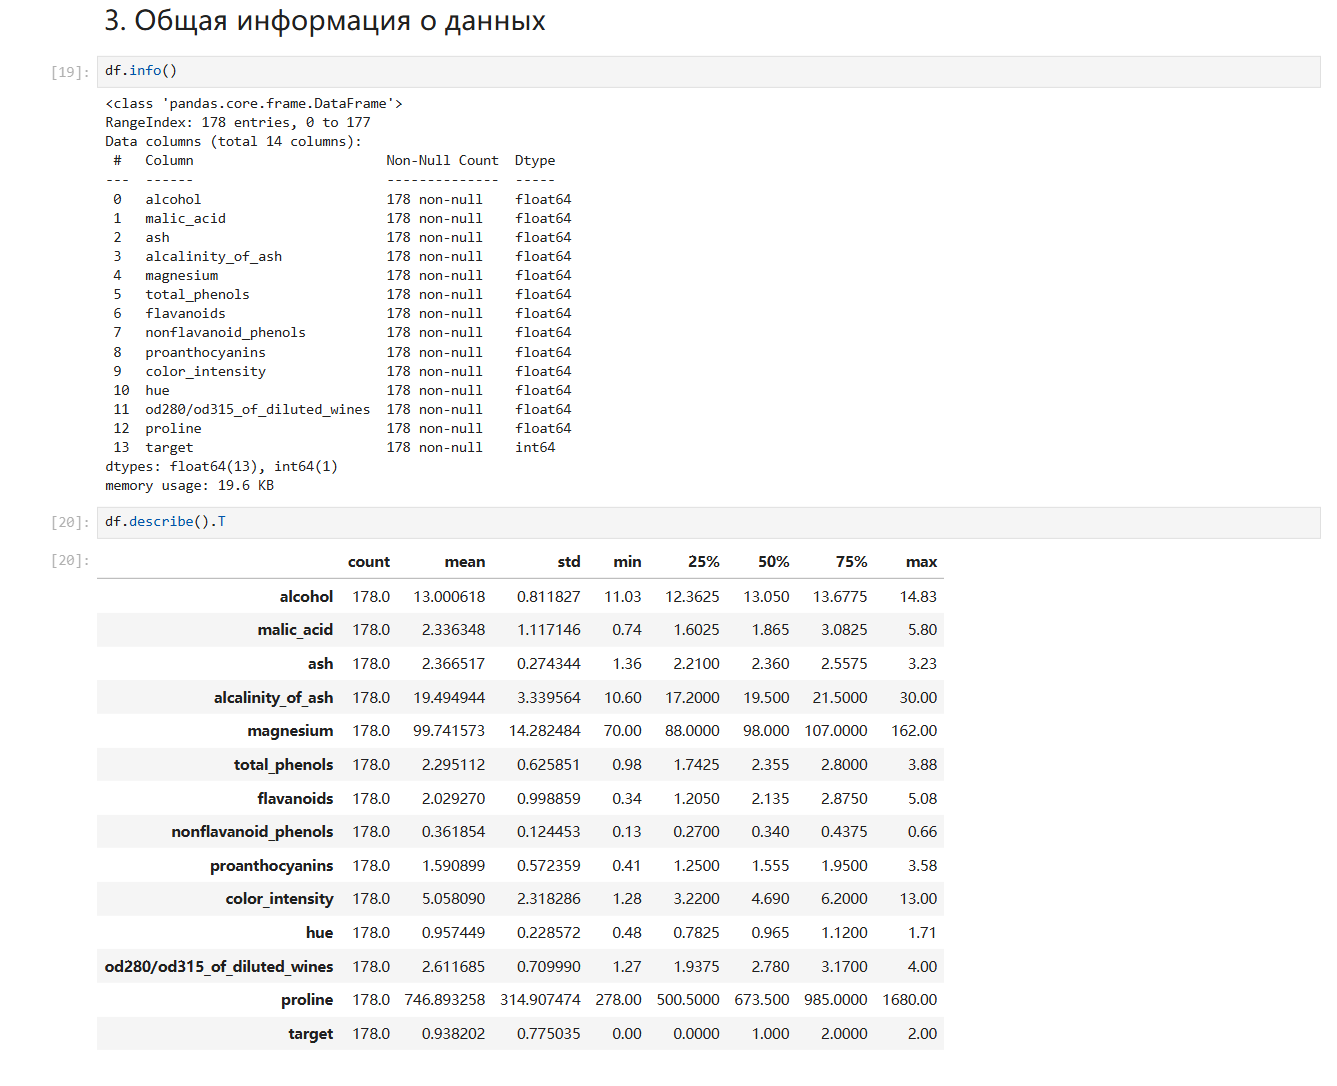 3. Общая информация о данных
[19]: df.info()
<class 'pandas.core.frame.DataFrame'>
RangeIndex: 178 entries, 0 to 177
Data columns (total 14 columns):
 #   Column                        Non-Null Count  Dtype
---  ------                        --------------  -----
 0   alcohol                       178 non-null    float64
 1   malic_acid                    178 non-null    float64
 2   ash                           178 non-null    float64
 3   alcalinity_of_ash             178 non-null    float64
 4   magnesium                     178 non-null    float64
 5   total_phenols                 178 non-null    float64
 6   flavanoids                    178 non-null    float64
 7   nonflavanoid_phenols          178 non-null    float64
 8   proanthocyanins               178 non-null    float64
 9   color_intensity               178 non-null    float64
 10  hue                           178 non-null    float64
 11  od280/od315_of_diluted_wines  178 non-null    float64
 12  proline                       178 non-null    float64
 13  target                        178 non-null    int64
dtypes: float64(13), int64(1)
memory usage: 19.6 KB
[20]: df.describe().T
[20]: count mean std min 25% 50% 75% max
alcohol 178.0 13.000618 0.811827 11.03 12.3625 13.050 13.6775 14.83
malic_acid 178.0 2.336348 1.117146 0.74 1.6025 1.865 3.0825 5.80
ash 178.0 2.366517 0.274344 1.36 2.2100 2.360 2.5575 3.23
alcalinity_of_ash 178.0 19.494944 3.339564 10.60 17.2000 19.500 21.5000 30.00
magnesium 178.0 99.741573 14.282484 70.00 88.0000 98.000 107.0000 162.00
total_phenols 178.0 2.295112 0.625851 0.98 1.7425 2.355 2.8000 3.88
flavanoids 178.0 2.029270 0.998859 0.34 1.2050 2.135 2.8750 5.08
nonflavanoid_phenols 178.0 0.361854 0.124453 0.13 0.2700 0.340 0.4375 0.66
proanthocyanins 178.0 1.590899 0.572359 0.41 1.2500 1.555 1.9500 3.58
color_intensity 178.0 5.058090 2.318286 1.28 3.2200 4.690 6.2000 13.00
hue 178.0 0.957449 0.228572 0.48 0.7825 0.965 1.1200 1.71
od280/od315_of_diluted_wines 178.0 2.611685 0.709990 1.27 1.9375 2.780 3.1700 4.00
proline 178.0 746.893258 314.907474 278.00 500.5000 673.500 985.0000 1680.00
target 178.0 0.938202 0.775035 0.00 0.0000 1.000 2.0000 2.00